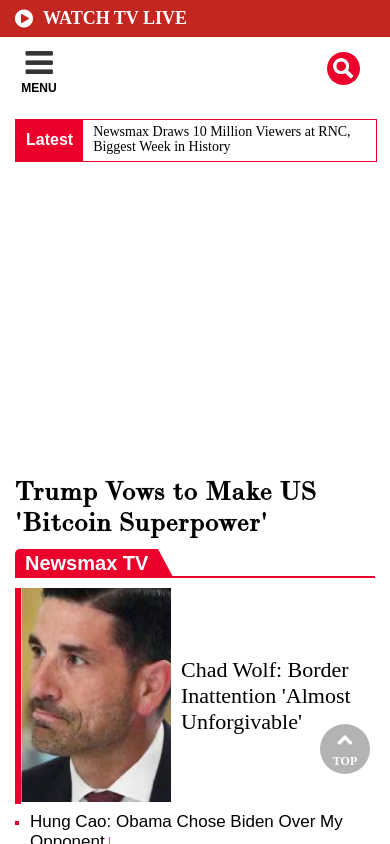 WATCH TV LIVE
MENU
Latest
Newsmax Draws 10 Million Viewers at RNC,
Biggest Week in History
Trump Vows to Make US
'Bitcoin Superpower'
Newsmax TV
Chad Wolf: Border
Inattention 'Almost
Unforgivable'
TOP
Hung Cao: Obama Chose Biden Over My
Opponent |